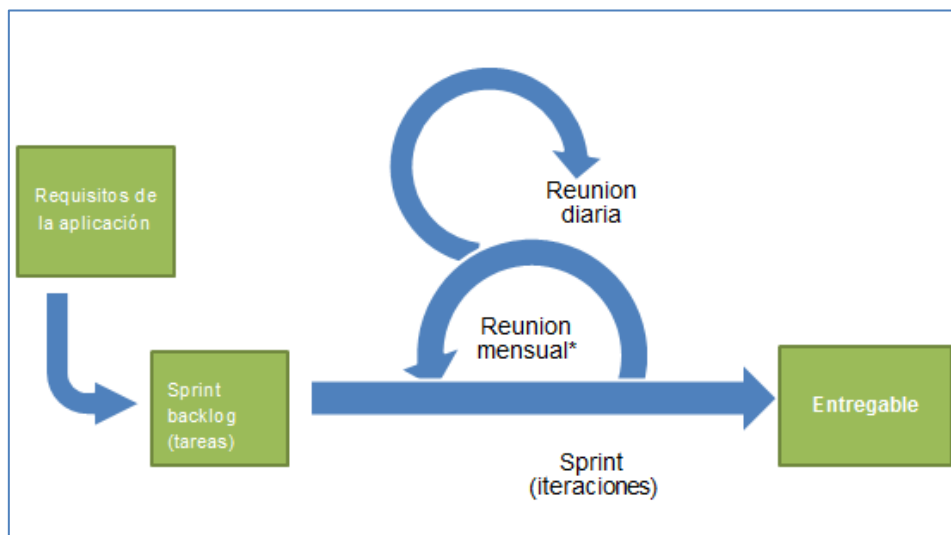 Requisitos de
la aplicación
Reunion
diaria
Reunion
mensual*
Sprint
backlog
(tareas)
Sprint
(iteraciones)
Entregable